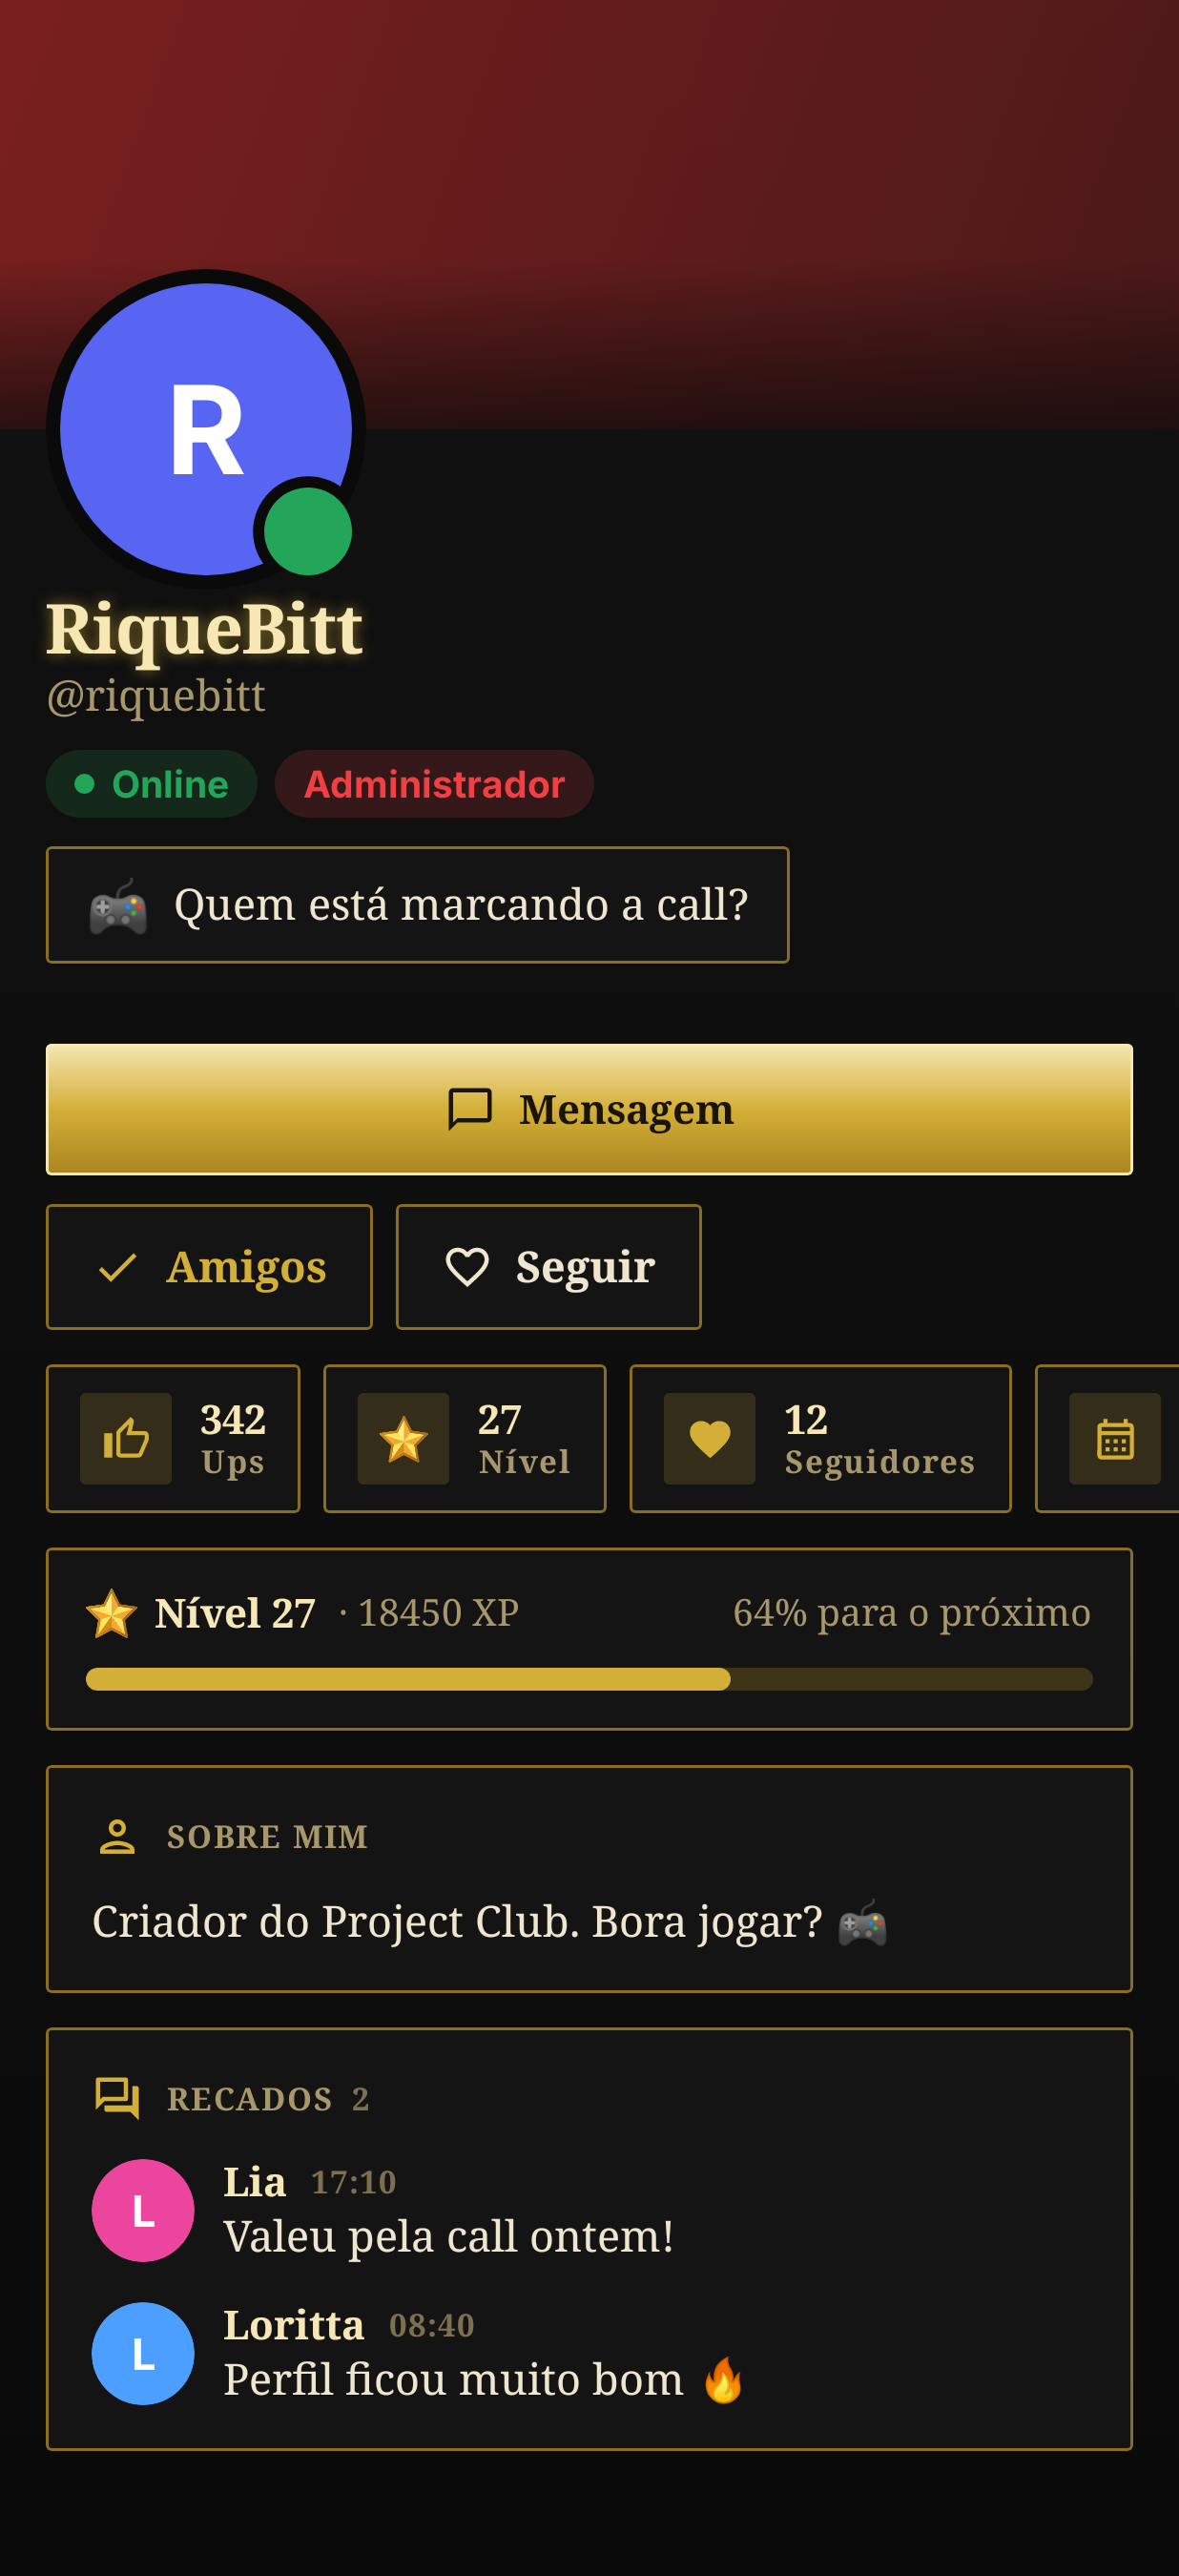 R
RiqueBitt
@riquebitt
Online Administrador
🎮 Quem está marcando a call?
Mensagem
Amigos Seguir
342 27 12
Ups Nível Seguidores
Nível 27 · 18450 XP 64% para o próximo
SOBRE MIM
Criador do Project Club. Bora jogar? 🎮
RECADOS 2
L
Lia 17:10
Valeu pela call ontem!
L
Loritta 08:40
Perfil ficou muito bom 🔥